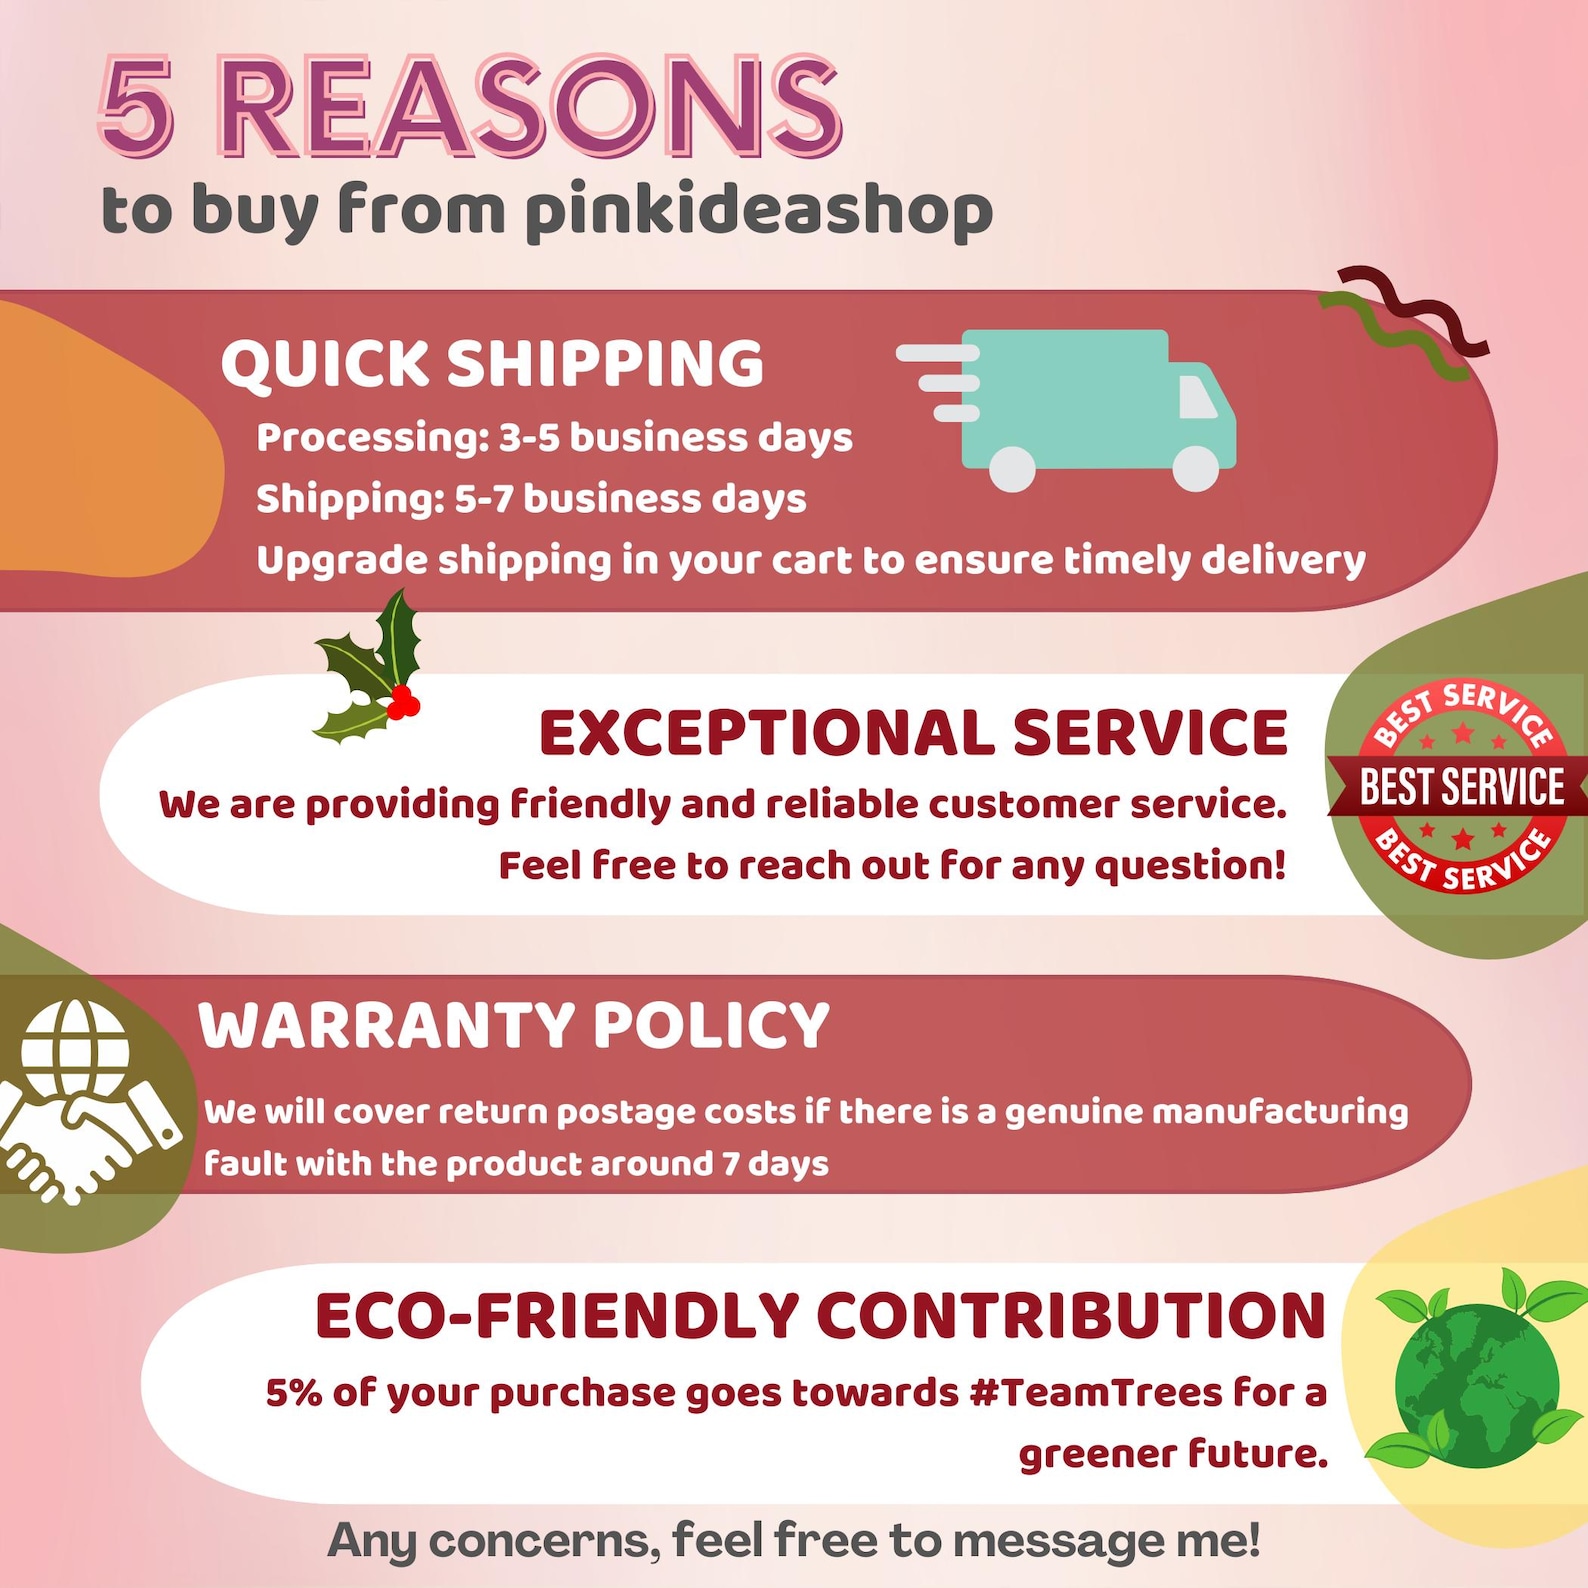 5 REASONS
to buy from pinkideashop
QUICK SHIPPING
Processing: 3-5 business days
Shipping: 5-7 business days
Upgrade shipping in your cart to ensure timely delivery
EXCEPTIONAL SERVICE
We are providing friendly and reliable customer service.
Feel free to reach out for any question!
BEST SERVICE
BEST SERVICE
BEST SERVICE
WARRANTY POLICY
We will cover return postage costs if there is a genuine manufacturing
fault with the product around 7 days
ECO-FRIENDLY CONTRIBUTION
5% of your purchase goes towards #TeamTrees for a
greener future.
Any concerns, feel free to message me!